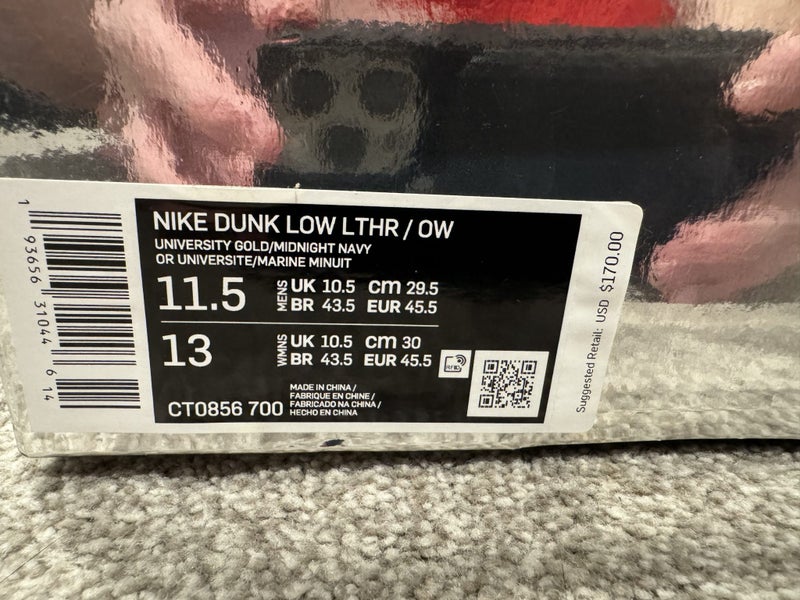 NIKE DUNK LOW LTHR / OW
UNIVERSITY GOLD/MIDNIGHT NAVY
OR UNIVERSITE/MARINE MINUIT
11.5 MENS UK 10.5 cm 29.5
BR 43.5 EUR 45.5
13 WMNS UK 10.5 cm 30
BR 43.5 EUR 45.5
RFID
CT0856 700
MADE IN CHINA /
FABRIQUE EN CHINE /
FABRICADO NA CHINA /
HECHO EN CHINA
1 93656 31044 6 14
Suggested Retail: USD $170.00